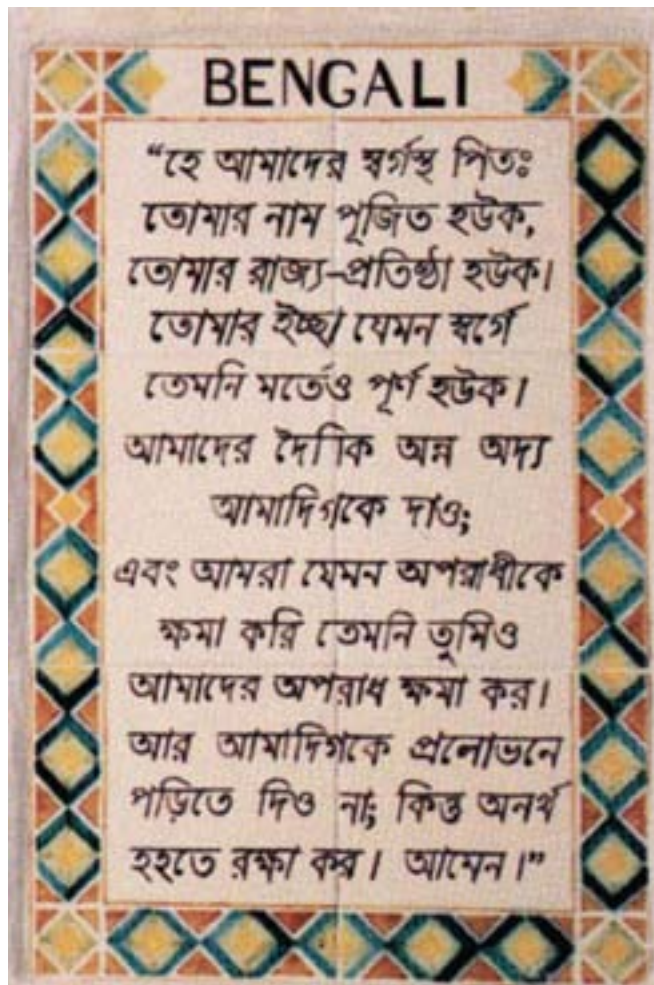 BENGALI
“হে আমাদের স্বর্গস্থ পিতঃ
তোমার নাম পূজিত হউক,
তোমার রাজ্য-প্রতিষ্ঠা হউক।
তোমার ইচ্ছা যেমন স্বর্গে
তেমনি মর্তেও পূর্ণ হউক।
আমাদের দৈনিক অন্ন অদ্য
আমাদিগকে দাও;
এবং আমরা যেমন অপরাধীকে
ক্ষমা করি তেমনি তুমিও
আমাদের অপরাধ ক্ষমা কর।
আর আমাদিগকে প্রলোভনে
পড়িতে দিও না; কিন্তু অনর্থ
হহতে রক্ষা কর। আমেন।”